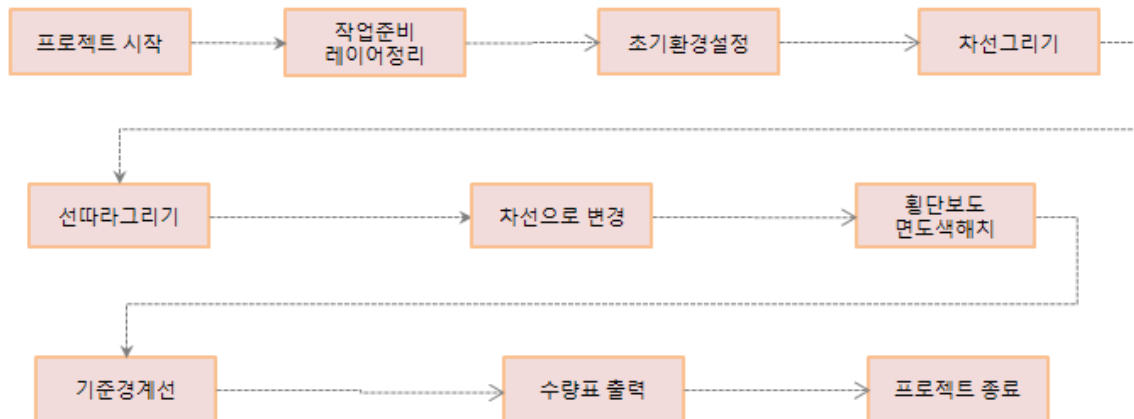 프로젝트 시작
작업준비
레이어정리
초기환경설정
차선그리기
선따라그리기
차선으로 변경
횡단보도
면도색해치
기준경계선
수량표 출력
프로젝트 종료